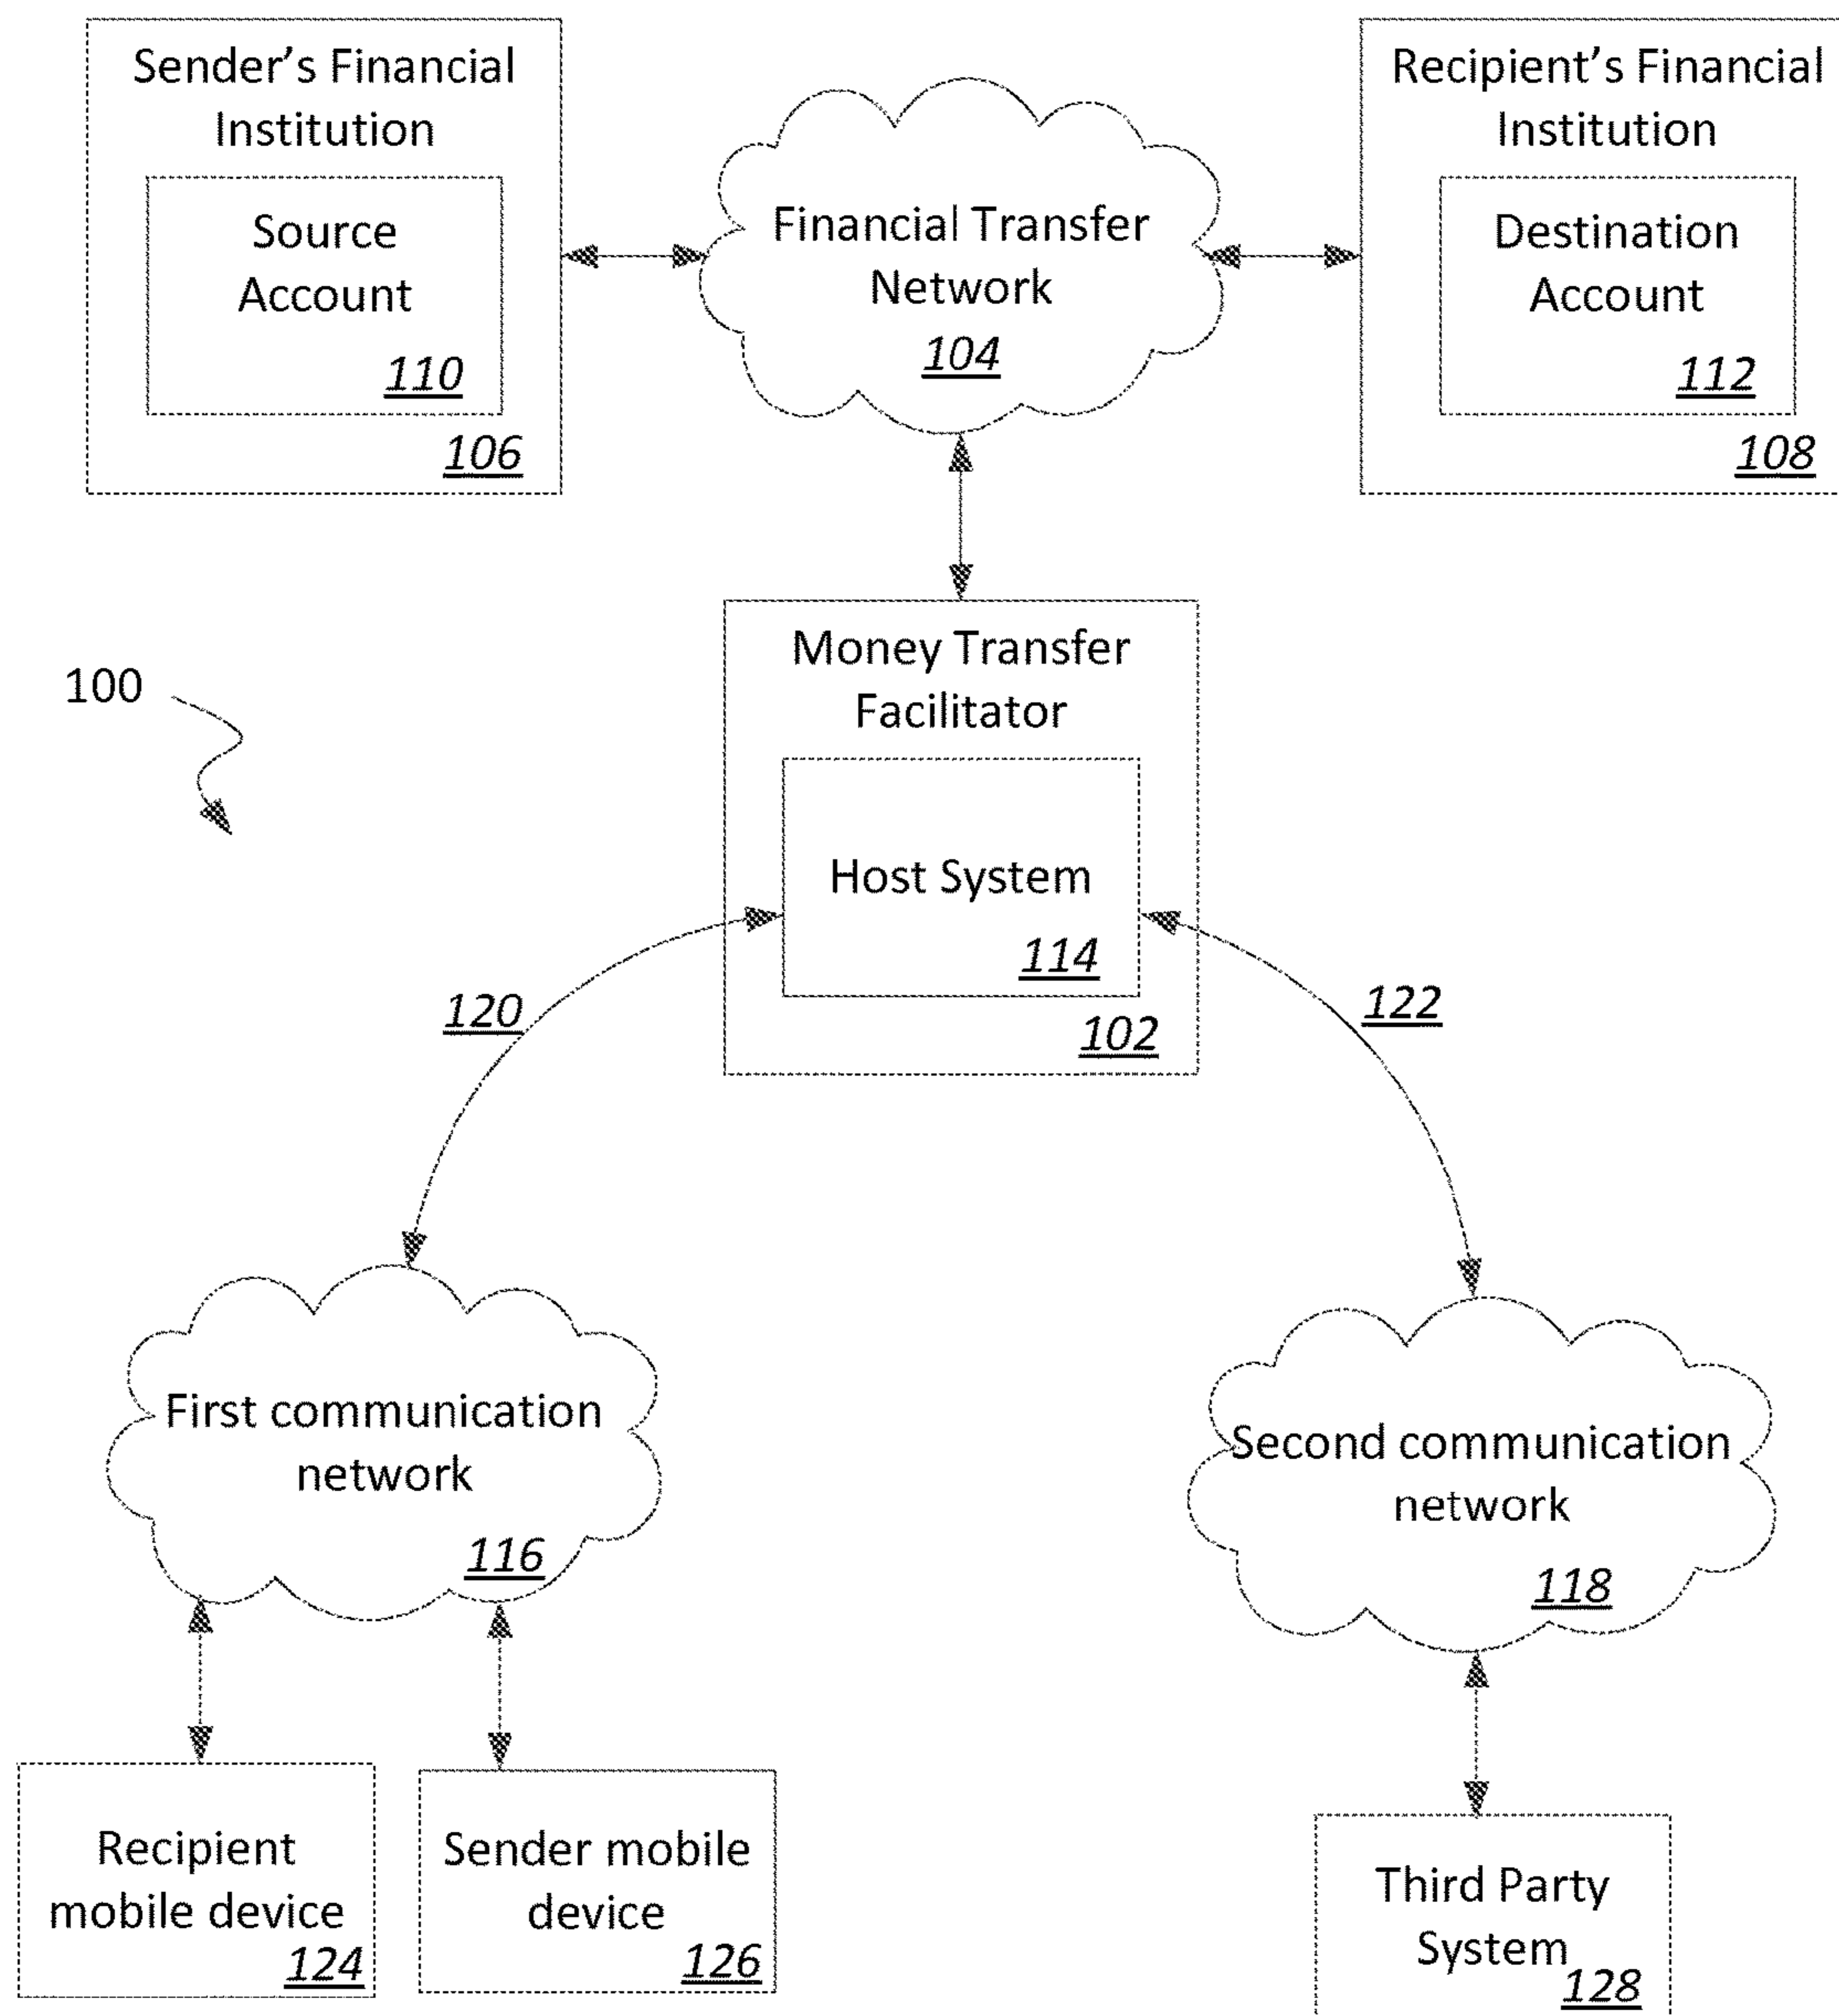 Sender's Financial
Institution
Source
Account
110
106
Financial Transfer
Network
104
Recipient's Financial
Institution
Destination
Account
112
108
100
Money Transfer
Facilitator
Host System
114
102
120
122
First communication
network
116
Second communication
network
118
Recipient
mobile device
124
Sender mobile
device
126
Third Party
System
128